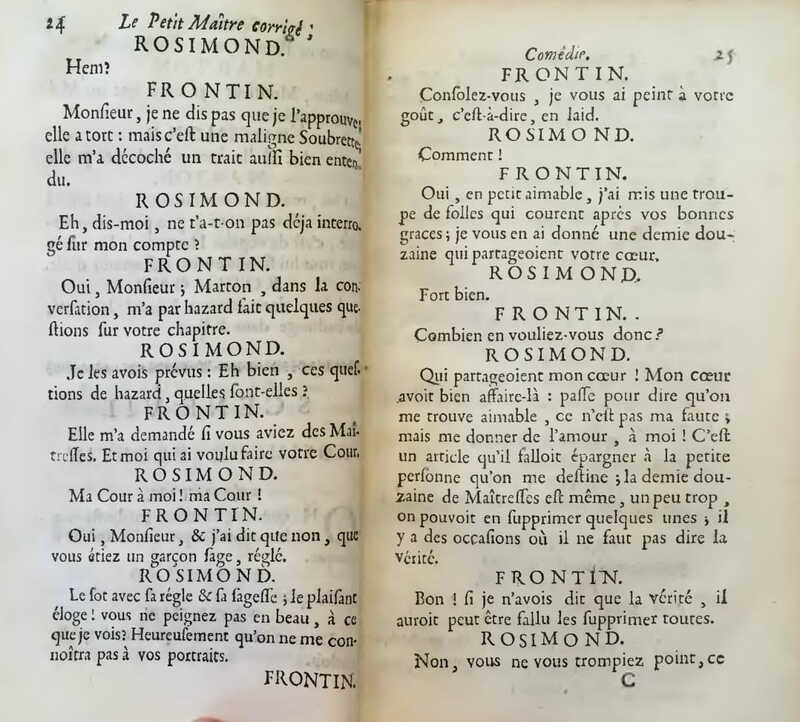 24 Le Petit Maître corrigé,
ROSIMOND.
Hem?
FRONTIN.
Monſieur, je ne dis pas que je l'approuve,
elle a tort : mais c'eſt une maligne Soubrette,
elle m'a décoché un trait auſſi bien enten-
du.
ROSIMOND.
Eh, dis-moi, ne t'a-t-on pas déja interro-
gé ſur mon compte ?
FRONTIN.
Oui, Monſieur ; Marton, dans la con-
verſation, m'a par hazard fait quelques que-
ſtions ſur votre chapitre.
ROSIMOND.
Je les avois prévus : Eh bien, ces queſ-
tions de hazard, quelles ſont-elles ?
FRONTIN.
Elle m'a demandé ſi vous aviez des Maî-
treſſes. Et moi qui ai voulu faire votre Cour.
ROSIMOND.
Ma Cour à moi ! ma Cour !
FRONTIN.
Oui, Monſieur, & j'ai dit que non, que
vous étiez un garçon ſage, réglé.
ROSIMOND.
Le ſot avec ſa régle & ſa ſageſſe ; le plaiſant
éloge ! vous ne peignez pas en beau, à ce
que je vois ? Heureuſement qu'on ne me con-
noîtra pas à vos portraits.
FRONTIN.
Comédie. 25
FRONTIN.
Conſolez-vous, je vous ai peint à votre
goût, c'eſt-à-dire, en laid.
ROSIMOND.
Comment !
FRONTIN.
Oui, en petit aimable, j'ai mis une trou-
pe de folles qui courent après vos bonnes
graces ; je vous en ai donné une demie dou-
zaine qui partageoient votre cœur.
ROSIMOND.
Fort bien.
FRONTIN.
Combien en vouliez-vous donc ?
ROSIMOND.
Qui partageoient mon cœur ! Mon cœur
avoit bien affaire-là : paſſe pour dire qu'on
me trouve aimable, ce n'eſt pas ma faute ;
mais me donner de l'amour, à moi ! C'eſt
un article qu'il falloit épargner à la petite
perſonne qu'on me deſtine ; la demie dou-
zaine de Maîtreſſes eſt même, un peu trop,
on pouvoit en ſupprimer quelques unes ; il
y a des occaſions où il ne faut pas dire la
vérité.
FRONTIN.
Bon ! ſi je n'avois dit que la vérité, il
auroit peut être fallu les ſupprimer toutes.
ROSIMOND.
Non, vous ne vous trompiez point, ce
C